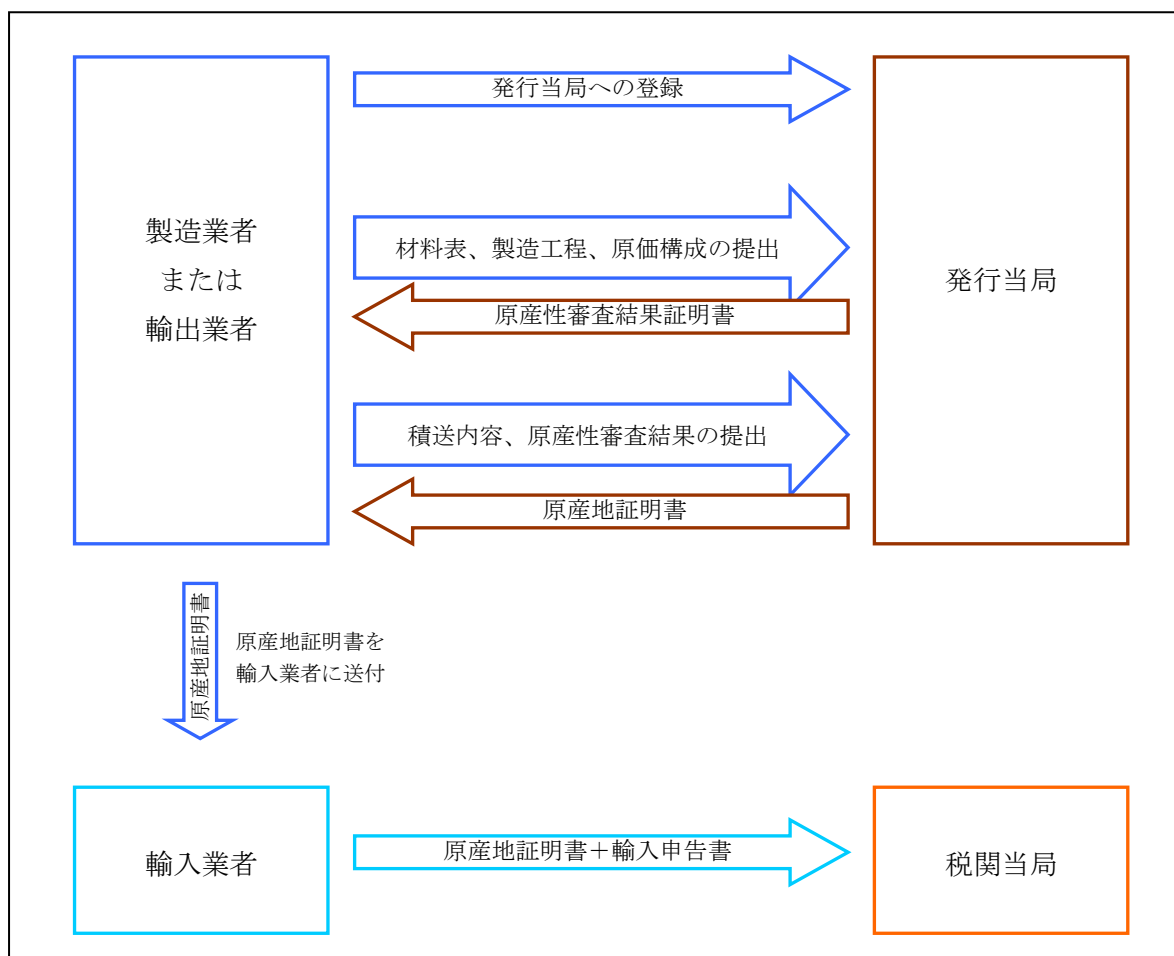 発行当局への登録
製造業者
または
輸出業者
材料表、製造工程、原価構成の提出
発行当局
原産性審査結果証明書
積送内容、原産性審査結果の提出
原産地証明書
原産地証明書
原産地証明書を
輸入業者に送付
輸入業者
原産地証明書＋輸入申告書
税関当局